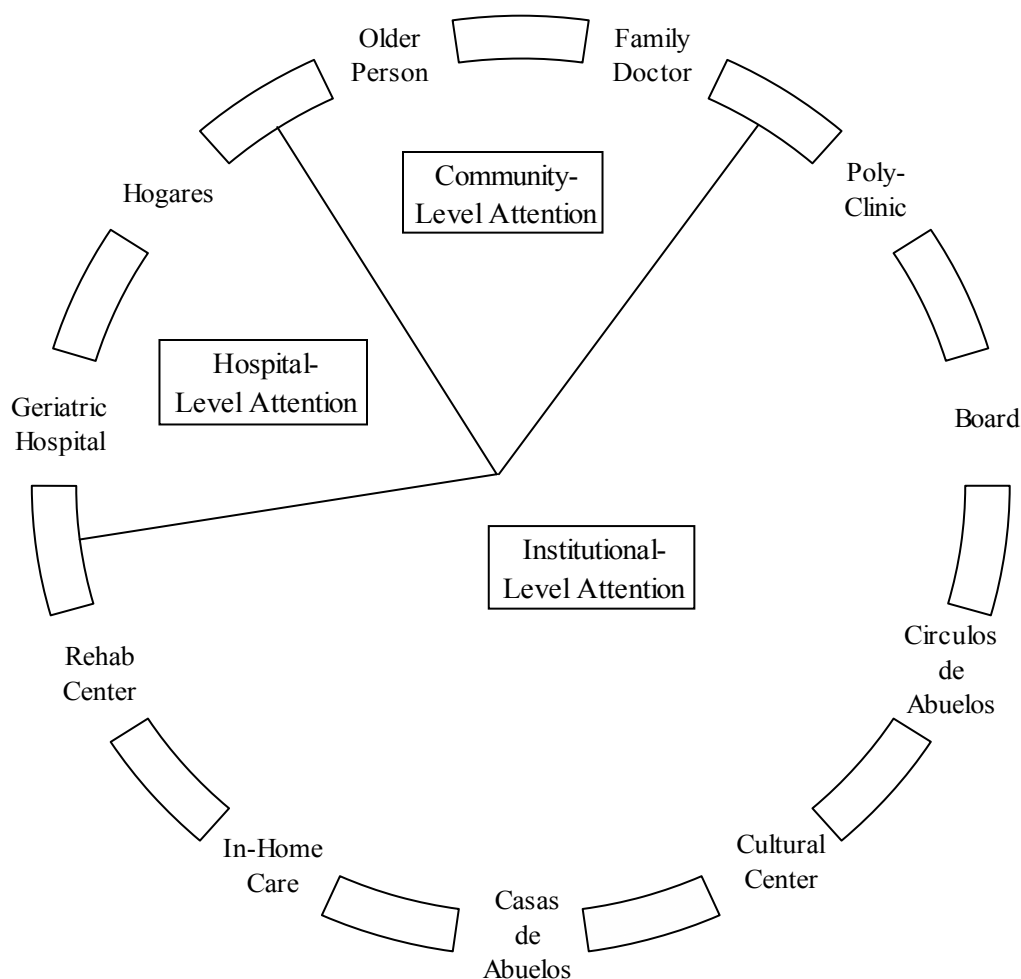 Older
Person
Family
Doctor
Community-
Level Attention
Poly-
Clinic
Hogares
Hospital-
Level Attention
Geriatric
Hospital
Board
Institutional-
Level Attention
Circulos
de
Abuelos
Rehab
Center
Cultural
Center
In-Home
Care
Casas
de
Abuelos